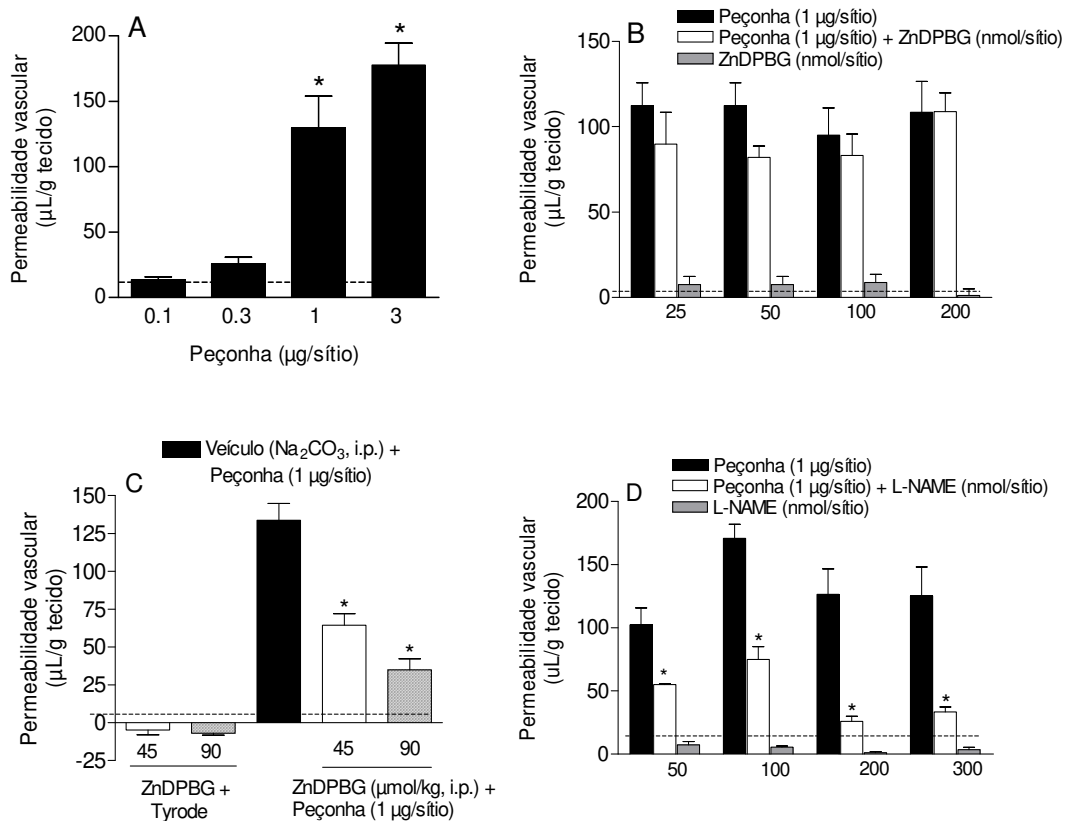 A
Permeabilidade vascular
(µL/g tecido)
200
150
100
50
0
*
*
0.1 0.3 1 3
Peçonha (µg/sítio)
B
Peçonha (1 µg/sítio)
Peçonha (1 µg/sítio) + ZnDPBG (nmol/sítio)
ZnDPBG (nmol/sítio)
Permeabilidade vascular
(µL/g tecido)
150
100
50
0
25 50 100 200
C
Veículo (Na₂CO₃, i.p.) +
Peçonha (1 µg/sítio)
Permeabilidade vascular
(µL/g tecido)
150
125
100
75
50
25
0
-25
*
*
45 90 45 90
ZnDPBG +
Tyrode
ZnDPBG (µmol/kg, i.p.) +
Peçonha (1 µg/sítio)
D
Peçonha (1 µg/sítio)
Peçonha (1 µg/sítio) + L-NAME (nmol/sítio)
L-NAME (nmol/sítio)
Permeabilidade vascular
(uL/g tecido)
200
150
100
50
0
*
*
*
*
50 100 200 300